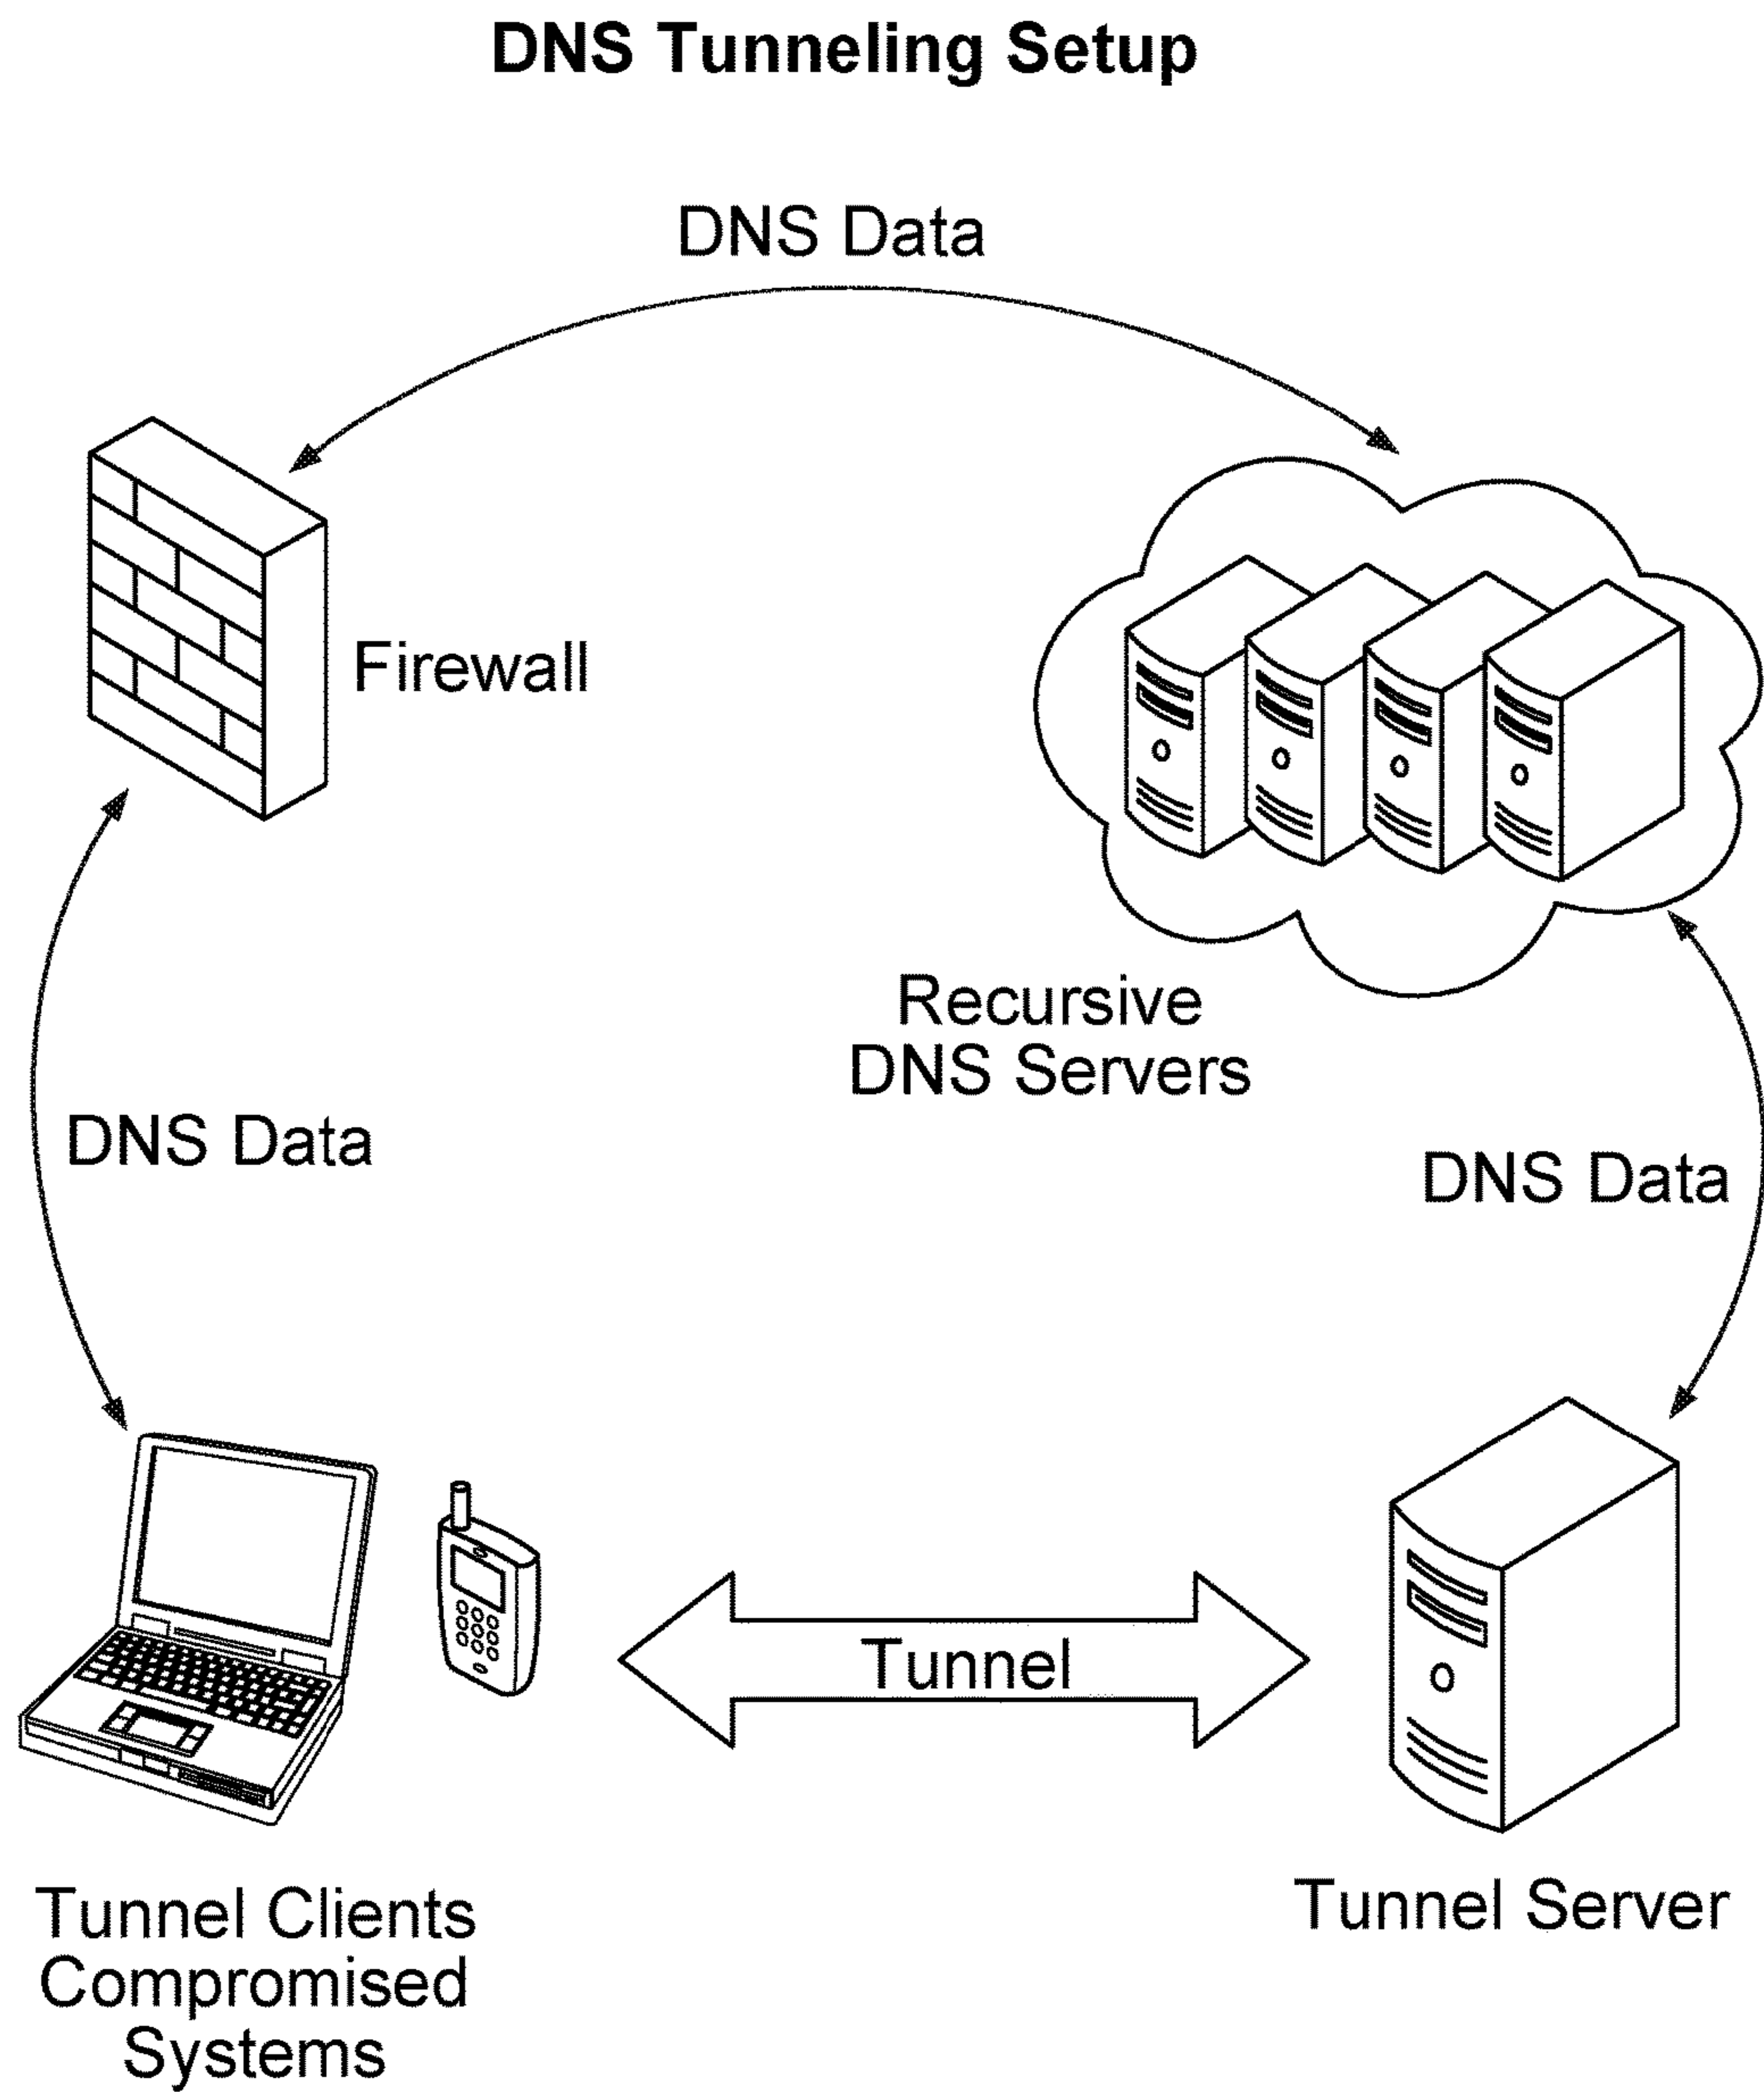 DNS Tunneling Setup
DNS Data
Firewall
Recursive
DNS Servers
DNS Data
DNS Data
Tunnel
Tunnel Clients
Compromised
Systems
Tunnel Server